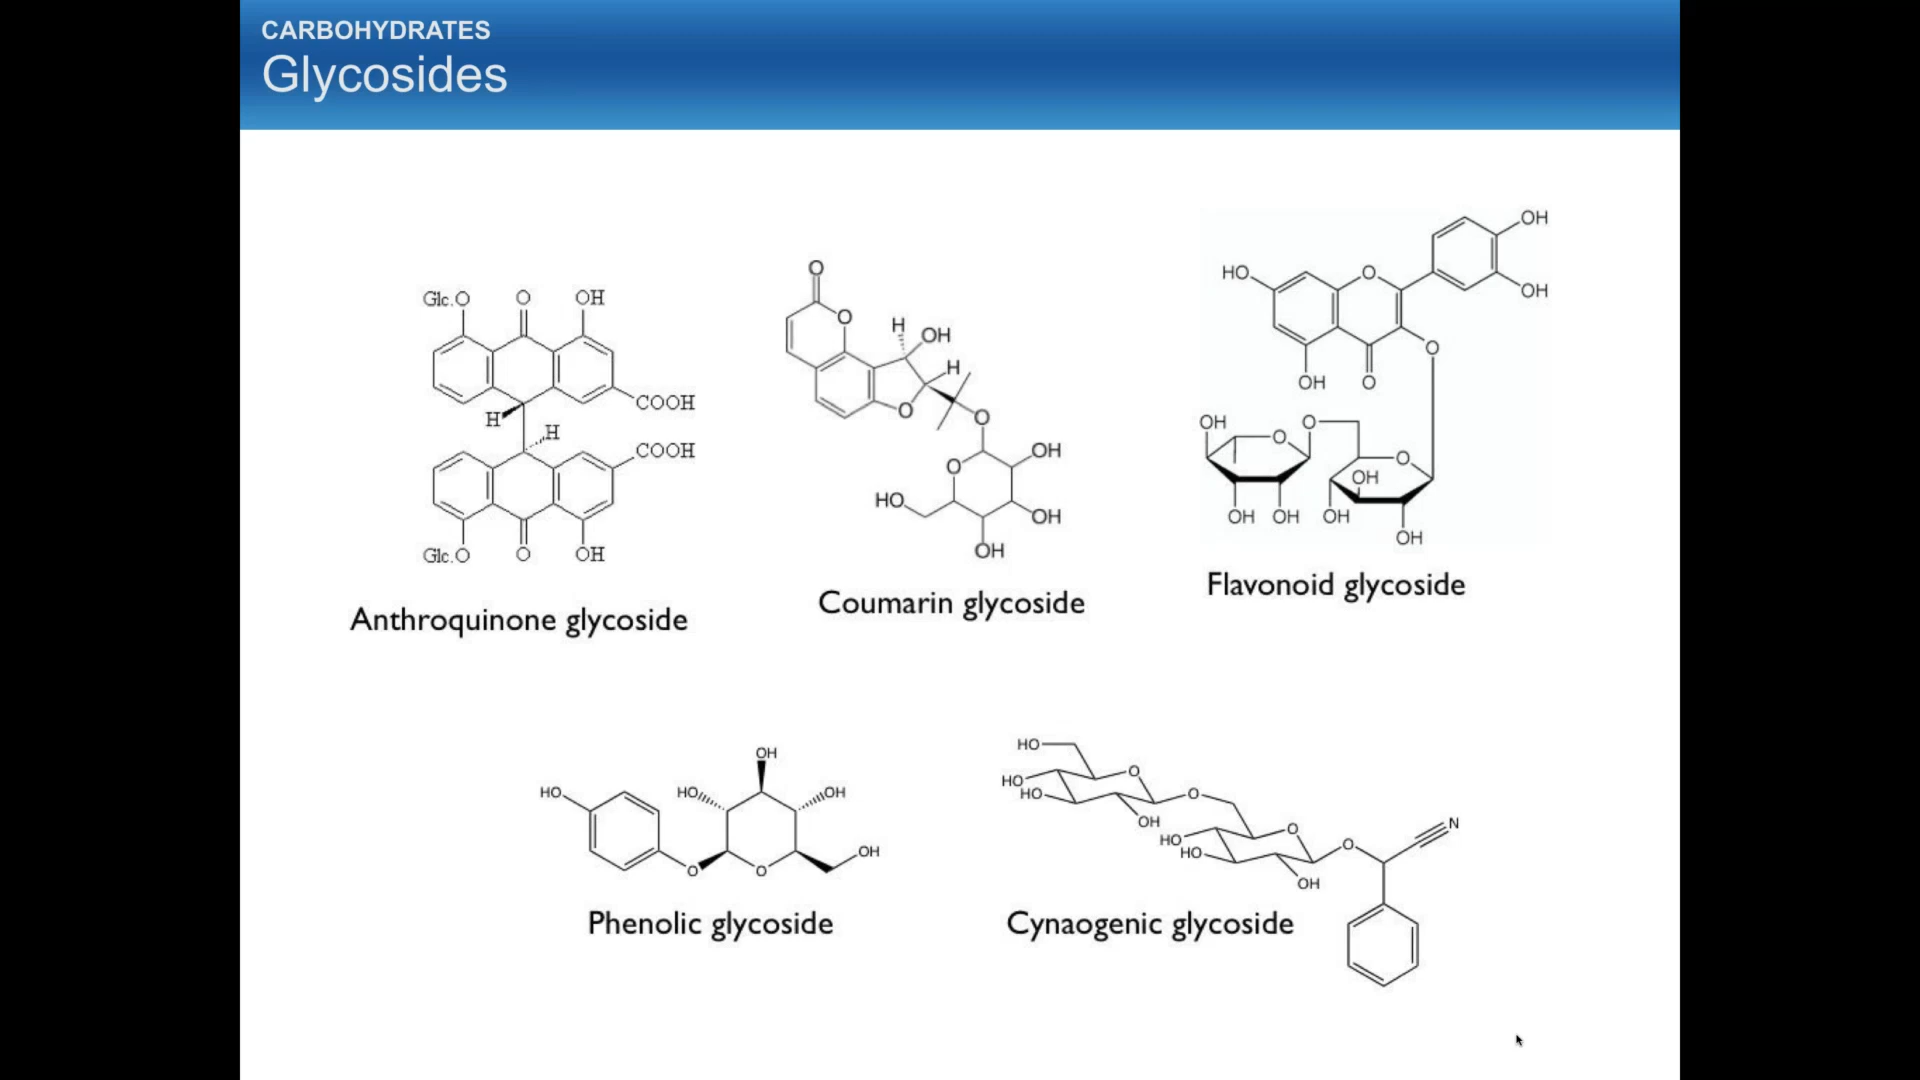 CARBOHYDRATES
Glycosides
Glc.O
O
OH
COOH
H
H
COOH
Glc.O
O
OH
Anthroquinone glycoside
O
O
H
OH
H
O
O
O
OH
HO
OH
OH
Coumarin glycoside
OH
HO
O
OH
O
OH
O
OH
O
O
O
OH
OH
OH
OH
OH
Flavonoid glycoside
OH
HO
HO
OH
OH
O
O
Phenolic glycoside
HO
O
HO
HO
O
OH
N
O
HO
O
HO
OH
Cynaogenic glycoside